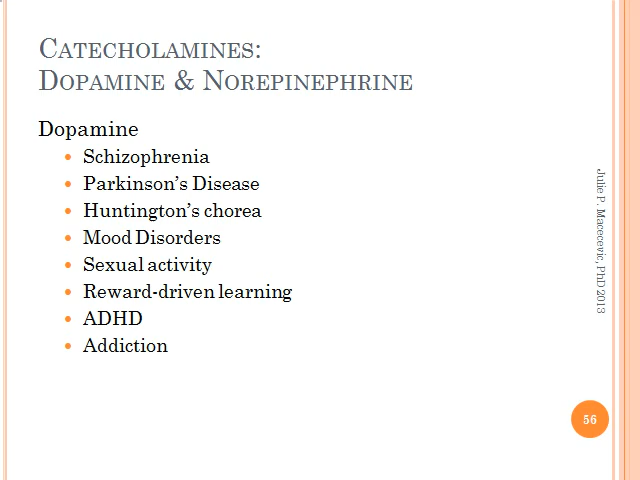 CATECHOLAMINES:
DOPAMINE & NOREPINEPHRINE
Dopamine
• Schizophrenia
• Parkinson’s Disease
• Huntington’s chorea
• Mood Disorders
• Sexual activity
• Reward-driven learning
• ADHD
• Addiction
Julie P. Macecevic, PhD 2013
56